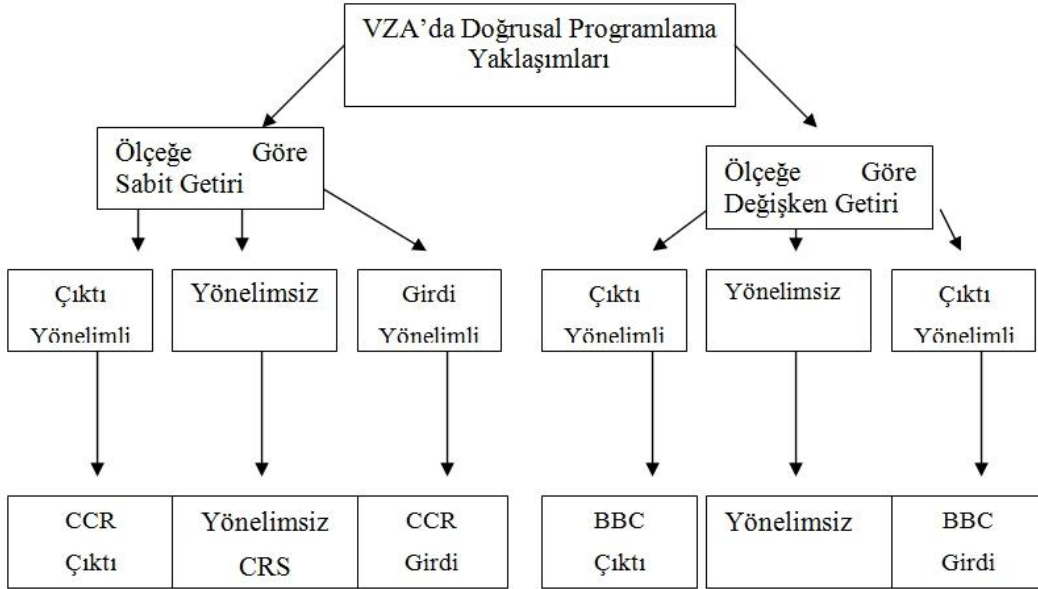 VZA’da Doğrusal Programlama
Yaklaşımları
Ölçeğe Göre
Sabit Getiri
Ölçeğe Göre
Değişken Getiri
Çıktı
Yönelimli
Yönelimsiz
Girdi
Yönelimli
Çıktı
Yönelimli
Yönelimsiz
Çıktı
Yönelimli
CCR
Çıktı
Yönelimsiz
CRS
CCR
Girdi
BBC
Çıktı
Yönelimsiz
BBC
Girdi